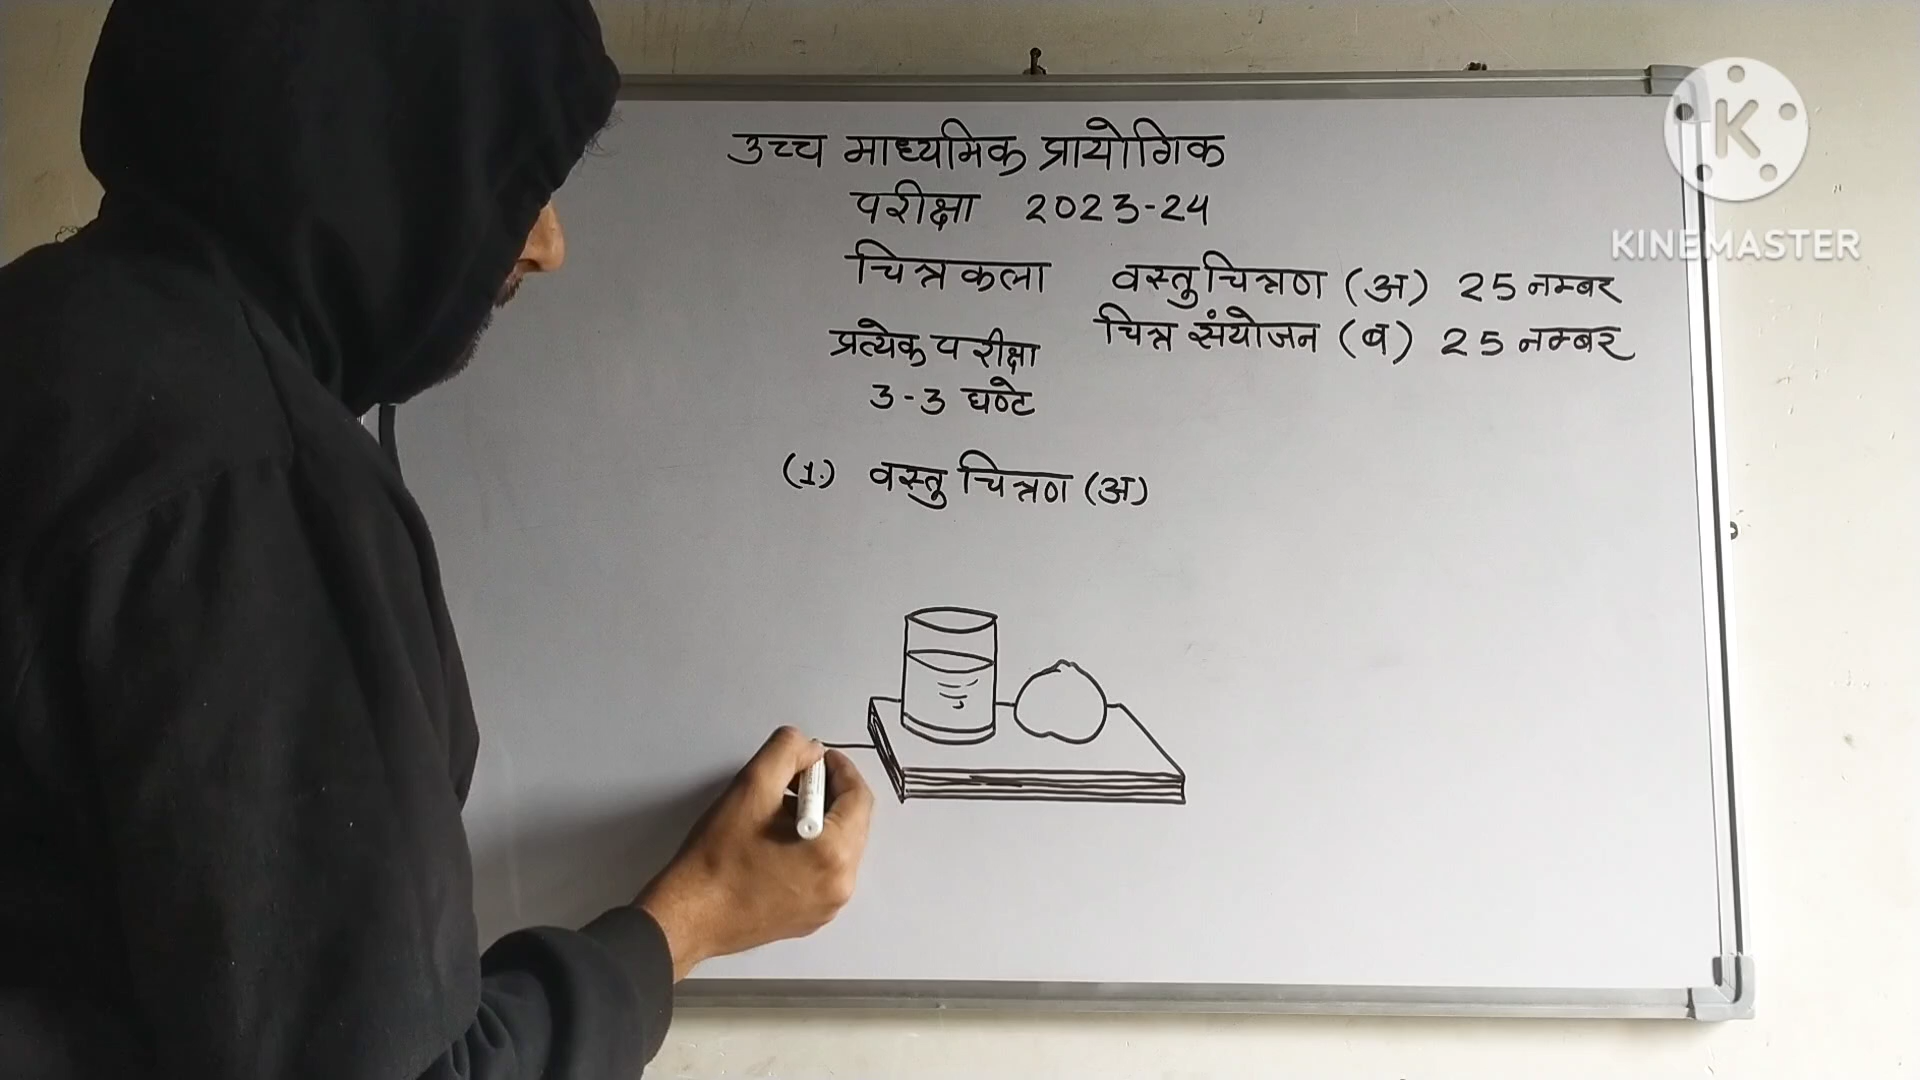 उच्च माध्यमिक प्रायोगिक
परीक्षा 2023-24
चित्रकला वस्तु चित्रण (अ) 25 नम्बर
चित्र संयोजन (ब) 25 नम्बर
प्रत्येक परीक्षा
3-3 घण्टे
(1.) वस्तु चित्रण (अ)
K
KINEMASTER